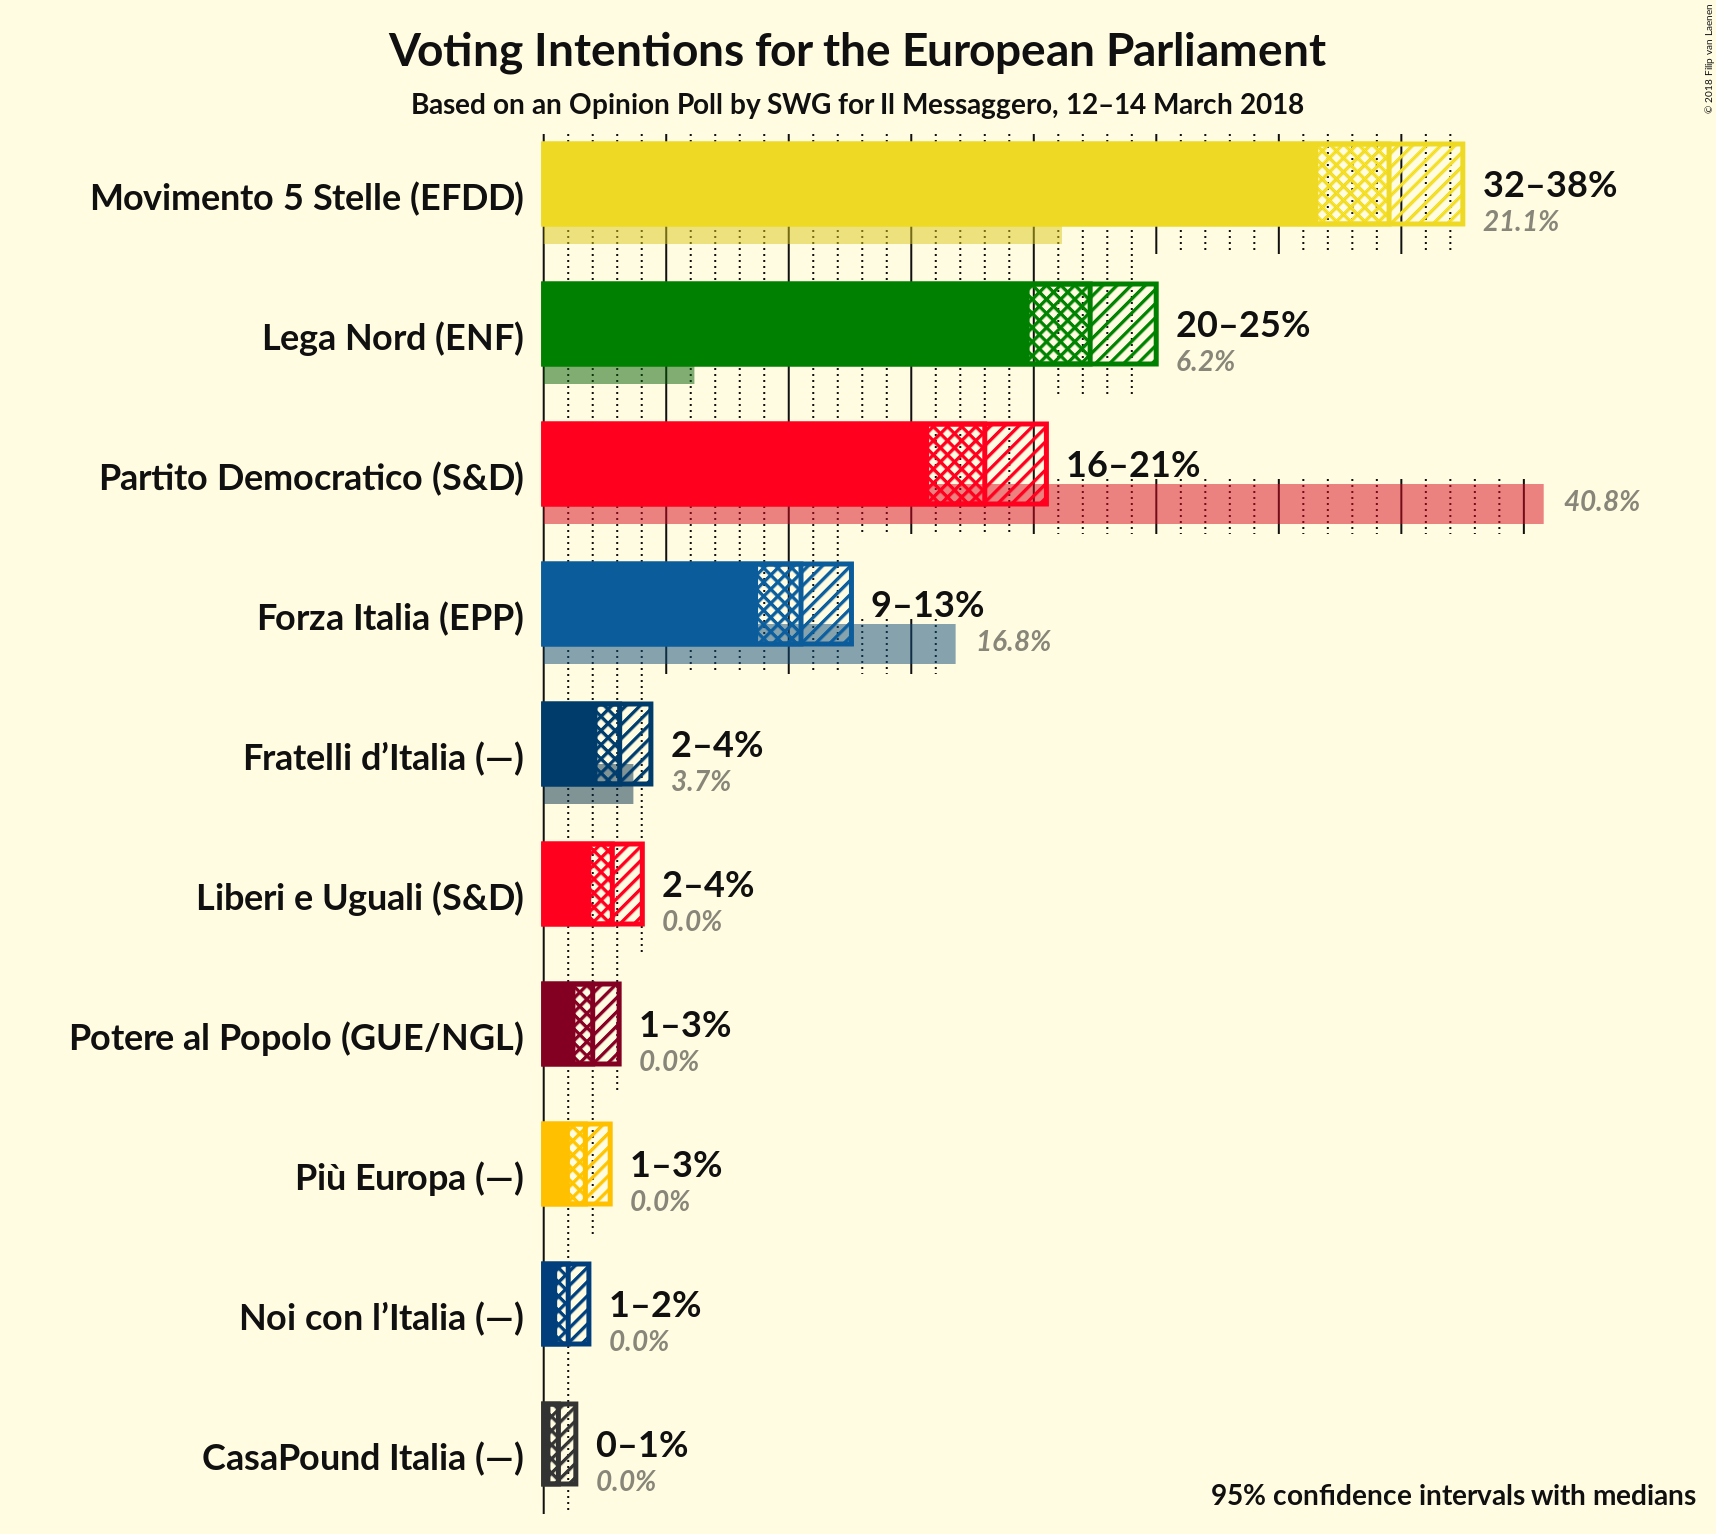 Voting Intentions for the European Parliament
Based on an Opinion Poll by SWG for Il Messaggero, 12–14 March 2018
© 2018 Filip van Laenen
Movimento 5 Stelle (EFDD)
32–38%
21.1%
Lega Nord (ENF)
20–25%
6.2%
Partito Democratico (S&D)
16–21%
40.8%
Forza Italia (EPP)
9–13%
16.8%
Fratelli d’Italia (—)
2–4%
3.7%
Liberi e Uguali (S&D)
2–4%
0.0%
Potere al Popolo (GUE/NGL)
1–3%
0.0%
Più Europa (—)
1–3%
0.0%
Noi con l’Italia (—)
1–2%
0.0%
CasaPound Italia (—)
0–1%
0.0%
95% confidence intervals with medians